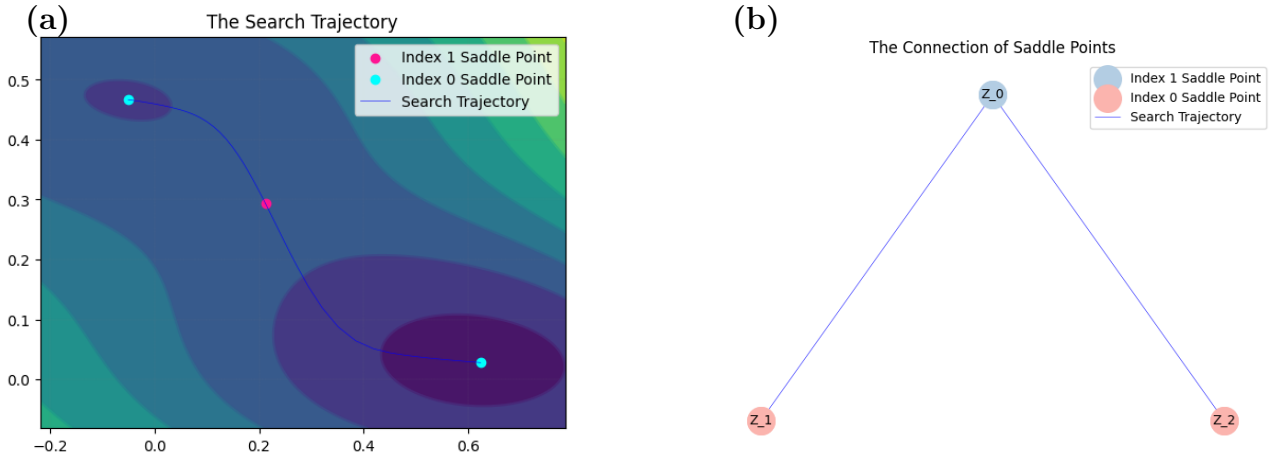 (a)
The Search Trajectory
Index 1 Saddle Point
Index 0 Saddle Point
Search Trajectory
0.5
0.4
0.3
0.2
0.1
0.0
−0.2
0.0
0.2
0.4
0.6
(b)
The Connection of Saddle Points
Index 1 Saddle Point
Index 0 Saddle Point
Search Trajectory
Z_0
Z_1
Z_2